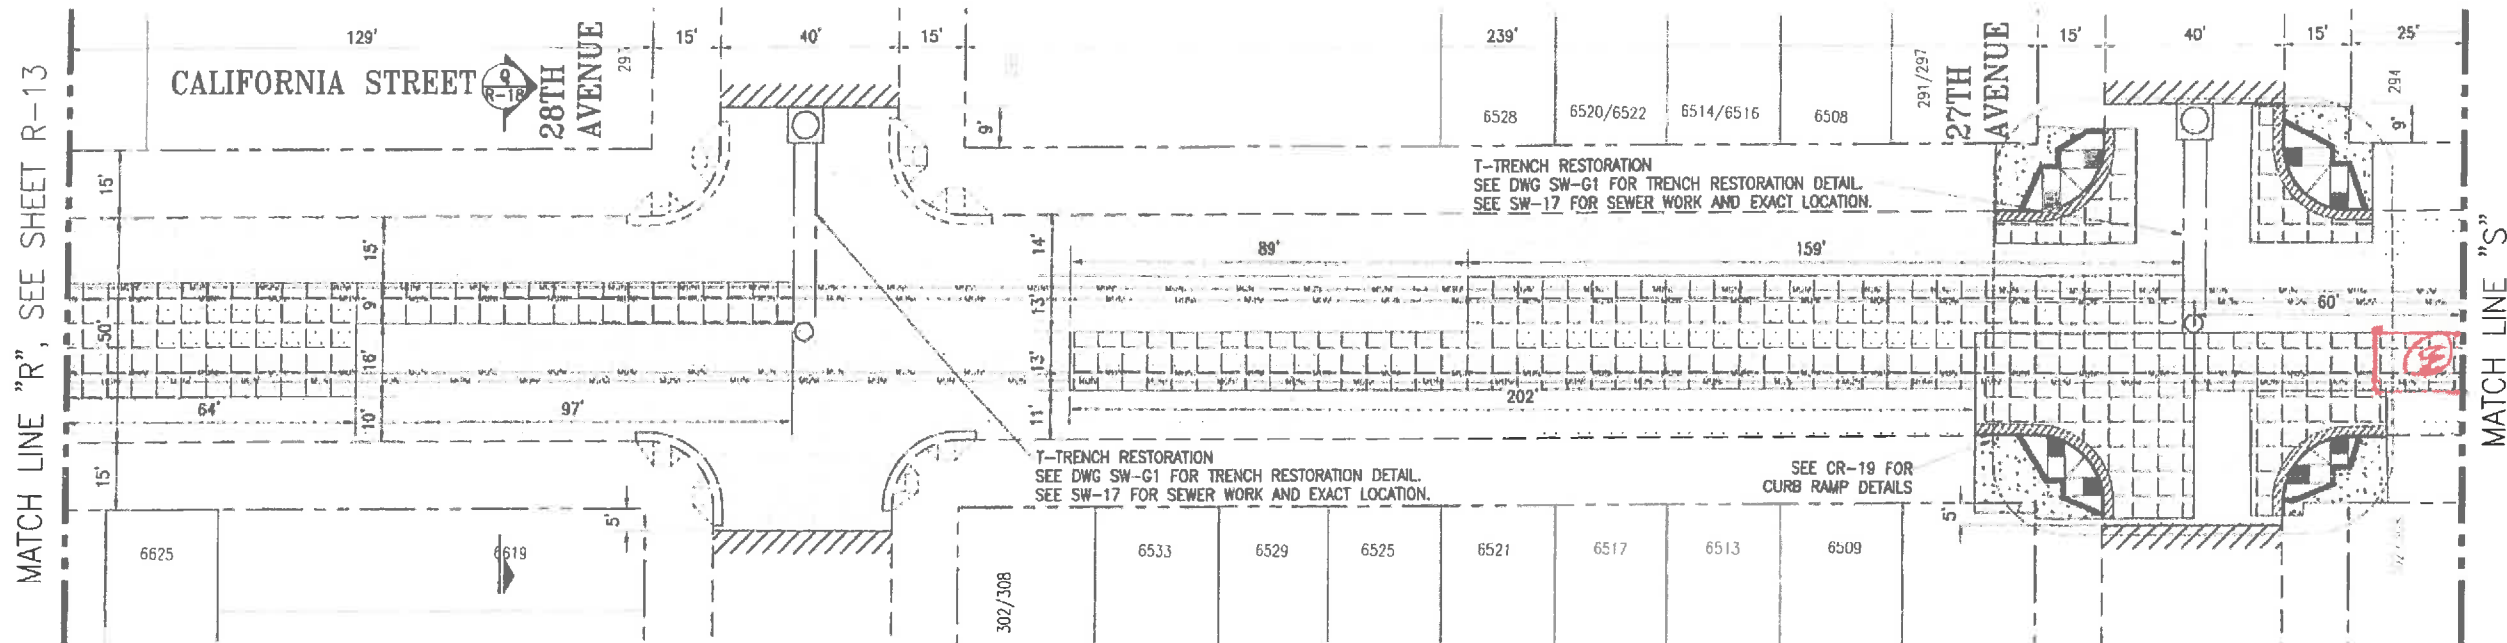 MATCH LINE "R", SEE SHEET R-13
129'
15'
40'
15'
239'
15'
40'
15'
25'
CALIFORNIA STREET
R-18
28TH
AVENUE
291
9'
6528
6520/6522
6514/6516
6508
291/297
27TH
AVENUE
294
9'
T-TRENCH RESTORATION
SEE DWG SW-G1 FOR TRENCH RESTORATION DETAIL.
SEE SW-17 FOR SEWER WORK AND EXACT LOCATION.
15'
15'
14'
89'
159'
50'
9'
13'
60'
16'
13'
64'
10'
97'
11'
202'
15'
T-TRENCH RESTORATION
SEE DWG SW-G1 FOR TRENCH RESTORATION DETAIL.
SEE SW-17 FOR SEWER WORK AND EXACT LOCATION.
SEE CR-19 FOR
CURB RAMP DETAILS
5'
5'
6625
6619
302/308
6533
6529
6525
6521
6517
6513
6509
MATCH LINE "S"